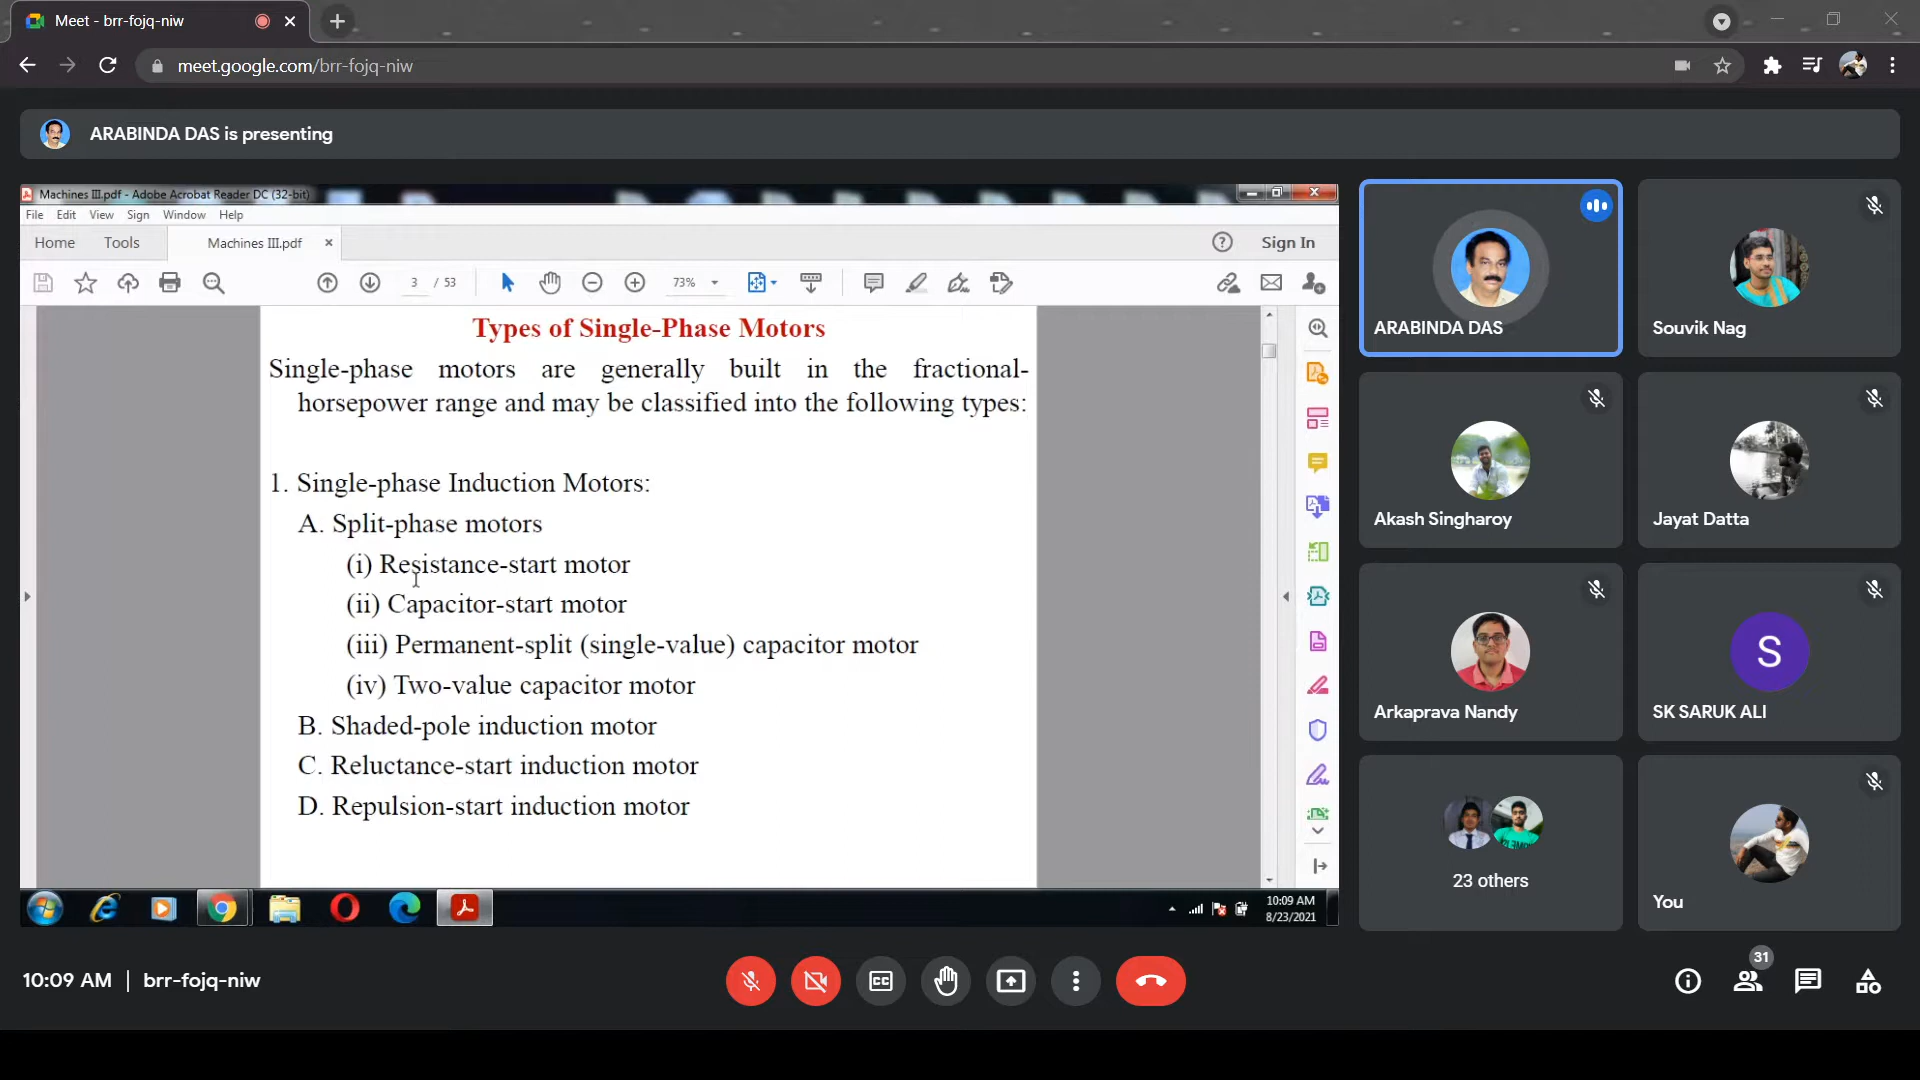 Meet - brr-fojq-niw
meet.google.com/brr-fojq-niw
ARABINDA DAS is presenting
Machines III.pdf - Adobe Acrobat Reader DC (32-bit)
File Edit View Sign Window Help
Home Tools Machines III.pdf Sign In
3 / 53 73%
Types of Single-Phase Motors
Single-phase motors are generally built in the fractional-
horsepower range and may be classified into the following types:
1. Single-phase Induction Motors:
A. Split-phase motors
(i) Resistance-start motor
(ii) Capacitor-start motor
(iii) Permanent-split (single-value) capacitor motor
(iv) Two-value capacitor motor
B. Shaded-pole induction motor
C. Reluctance-start induction motor
D. Repulsion-start induction motor
10:09 AM
8/23/2021
ARABINDA DAS
Souvik Nag
Akash Singharoy
Jayat Datta
Arkaprava Nandy
S
SK SARUK ALI
23 others
You
10:09 AM | brr-fojq-niw
CC
31